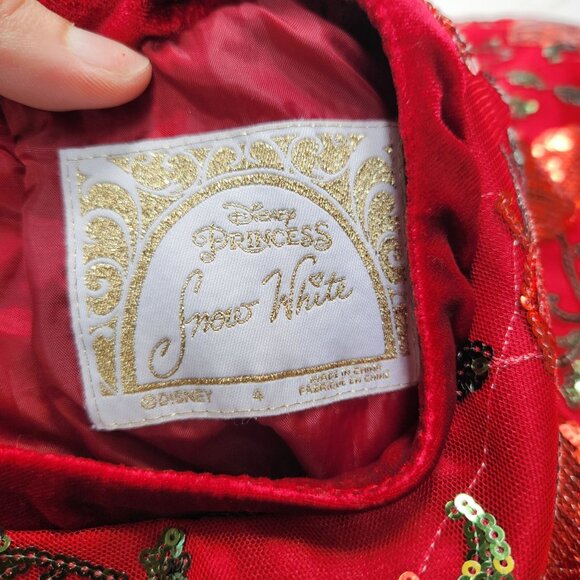 Disney
PRINCESS
Snow White
©DISNEY 4 MADE IN CHINA
FABRIQUÉ EN CHINE